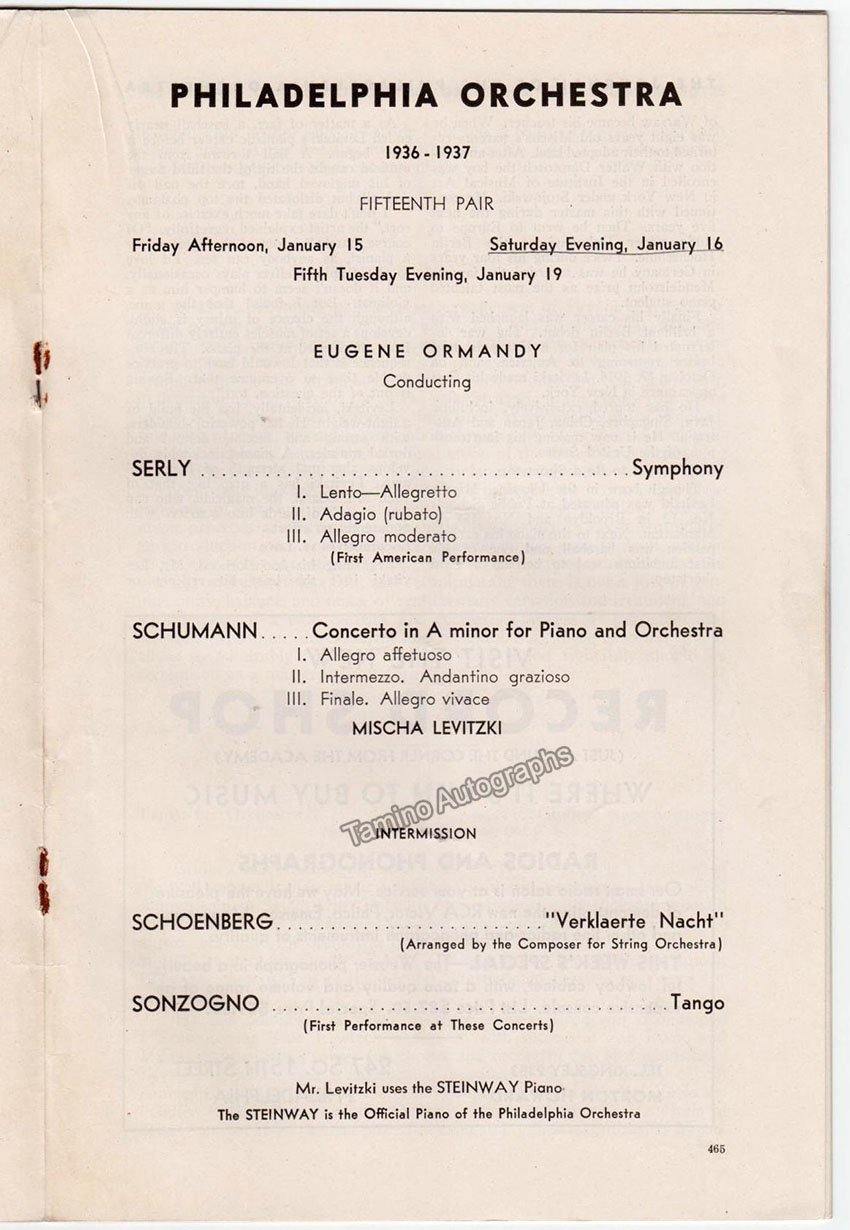 PHILADELPHIA ORCHESTRA
1936 - 1937
FIFTEENTH PAIR
Friday Afternoon, January 15 Saturday Evening, January 16
Fifth Tuesday Evening, January 19
EUGENE ORMANDY
Conducting
SERLY ........................................ Symphony
I. Lento—Allegretto
II. Adagio (rubato)
III. Allegro moderato
(First American Performance)
SCHUMANN ..... Concerto in A minor for Piano and Orchestra
I. Allegro affetuoso
II. Intermezzo. Andantino grazioso
III. Finale. Allegro vivace
MISCHA LEVITZKI
Tamino Autographs
INTERMISSION
SCHOENBERG ......................... "Verklaerte Nacht"
(Arranged by the Composer for String Orchestra)
SONZOGNO ..................................... Tango
(First Performance at These Concerts)
Mr. Levitzki uses the STEINWAY Piano
The STEINWAY is the Official Piano of the Philadelphia Orchestra
465